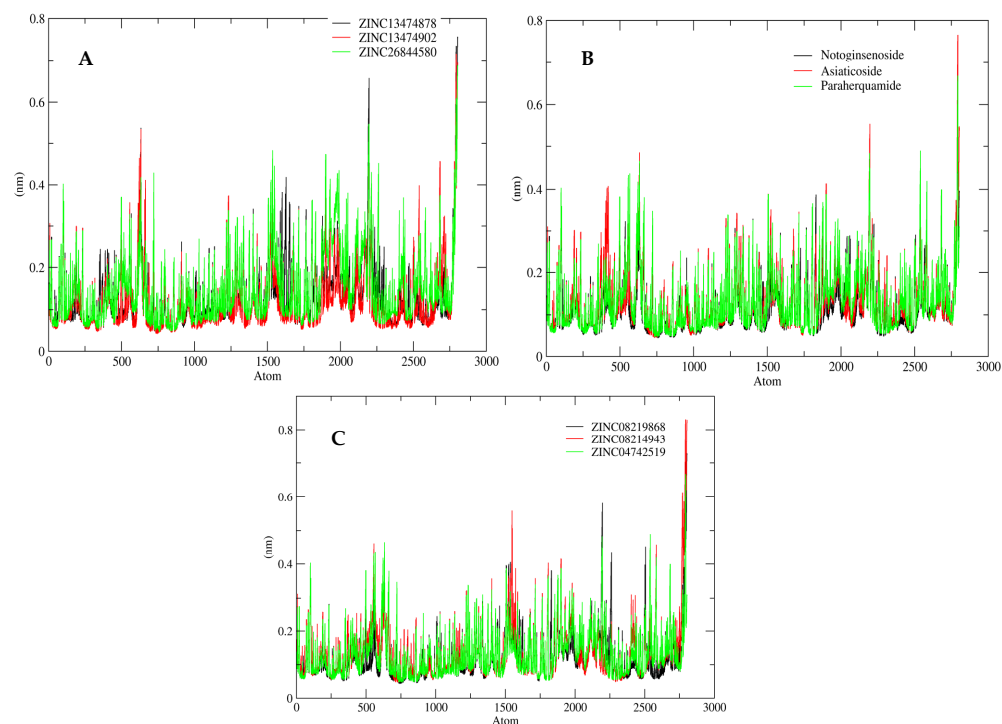 A
ZINC13474878
ZINC13474902
ZINC26844580
0.8
0.6
0.4
0.2
0
(nm)
0 500 1000 1500 2000 2500 3000
Atom
B
Notoginsenoside
Asiaticoside
Paraherquamide
0.8
0.6
0.4
0.2
0
(nm)
0 500 1000 1500 2000 2500 3000
Atom
C
ZINC08219868
ZINC08214943
ZINC04742519
0.8
0.6
0.4
0.2
0
(nm)
0 500 1000 1500 2000 2500 3000
Atom